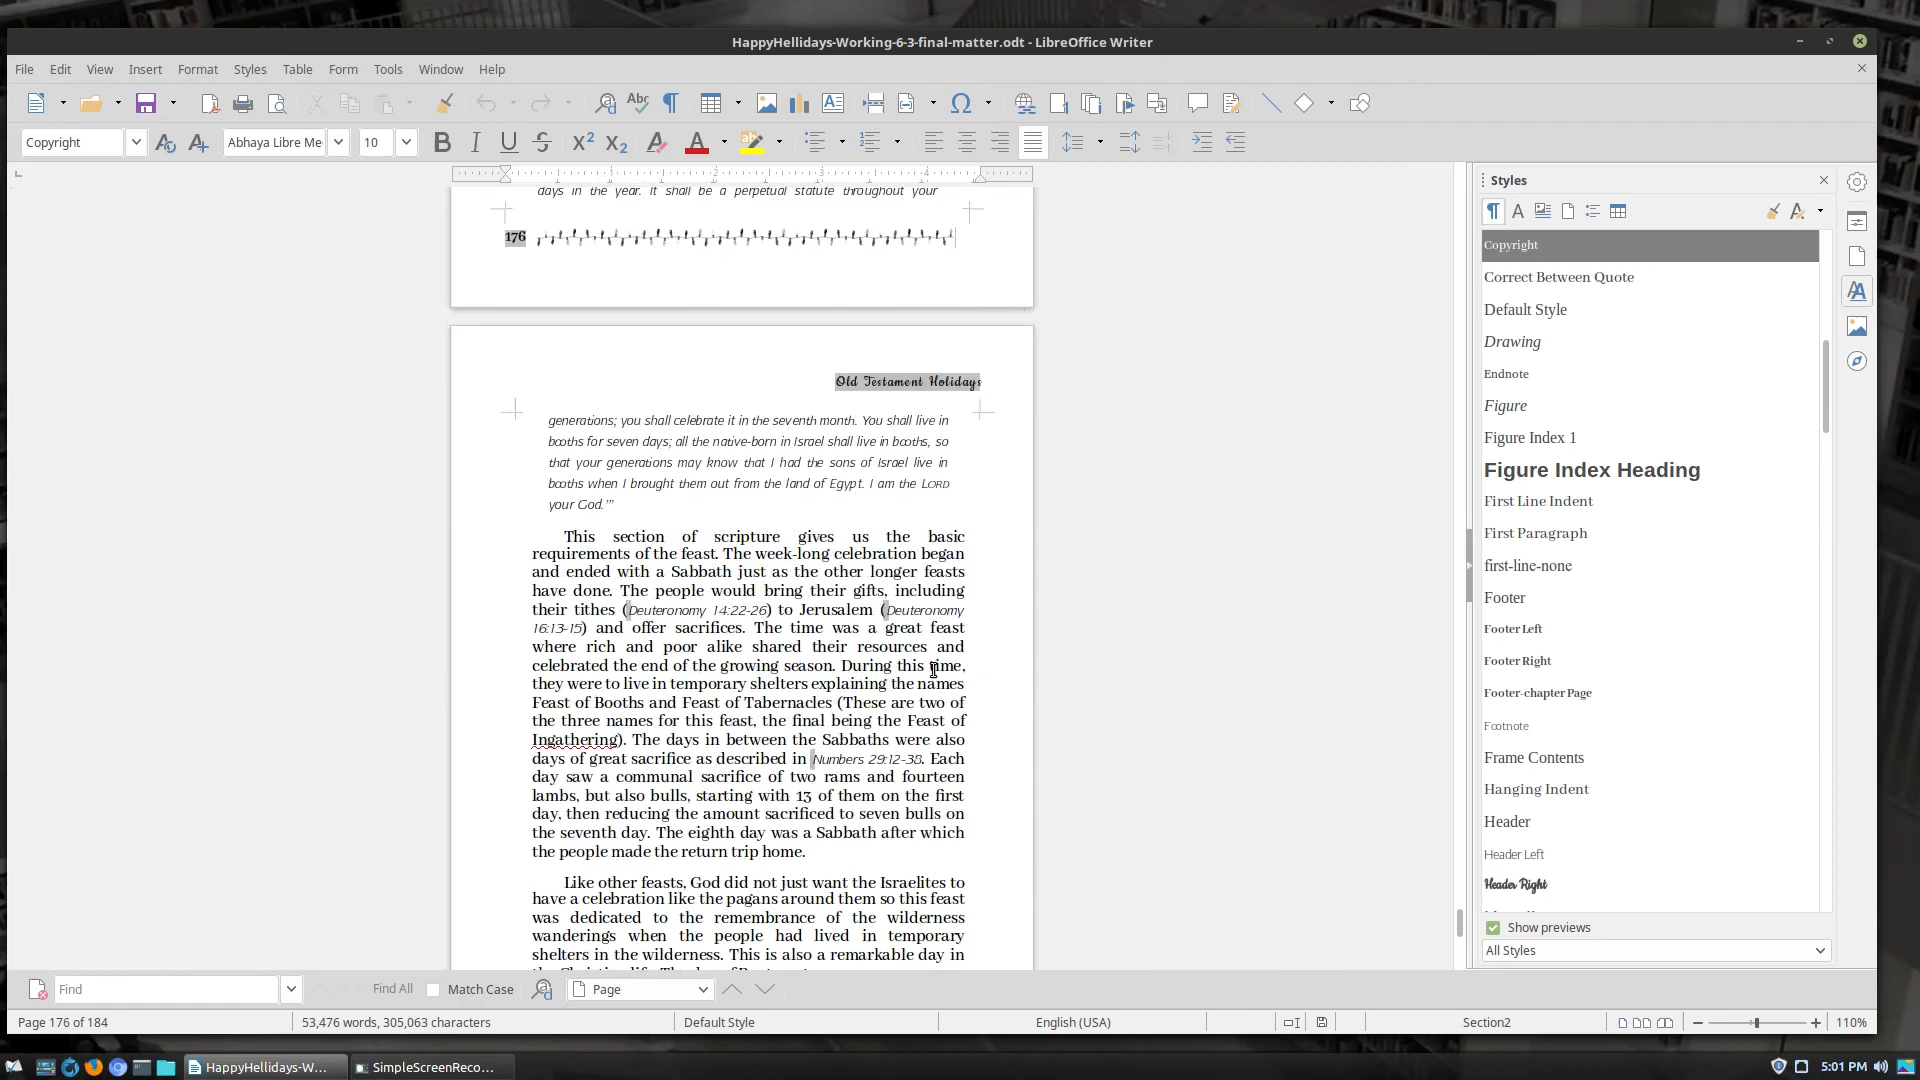 HappyHellidays-Working-6-3-final-matter.odt - LibreOffice Writer
File Edit View Insert Format Styles Table Form Tools Window Help
Copyright Abhaya Libre Me 10
1 2 3 4
days in the year. It shall be a perpetual statute throughout your
176
Old Testament Holidays
generations; you shall celebrate it in the seventh month. You shall live in
booths for seven days; all the native-born in Israel shall live in booths, so
that your generations may know that I had the sons of Israel live in
booths when I brought them out from the land of Egypt. I am the LORD
your God.’”
This section of scripture gives us the basic
requirements of the feast. The week-long celebration began
and ended with a Sabbath just as the other longer feasts
have done. The people would bring their gifts, including
their tithes (Deuteronomy 14:22-26) to Jerusalem (Deuteronomy
16:13-15) and offer sacrifices. The time was a great feast
where rich and poor alike shared their resources and
celebrated the end of the growing season. During this time,
they were to live in temporary shelters explaining the names
Feast of Booths and Feast of Tabernacles (These are two of
the three names for this feast, the final being the Feast of
Ingathering). The days in between the Sabbaths were also
days of great sacrifice as described in Numbers 29:12-38. Each
day saw a communal sacrifice of two rams and fourteen
lambs, but also bulls, starting with 13 of them on the first
day, then reducing the amount sacrificed to seven bulls on
the seventh day. The eighth day was a Sabbath after which
the people made the return trip home.
Like other feasts, God did not just want the Israelites to
have a celebration like the pagans around them so this feast
was dedicated to the remembrance of the wilderness
wanderings when the people had lived in temporary
shelters in the wilderness. This is also a remarkable day in
Styles
Copyright
Correct Between Quote
Default Style
Drawing
Endnote
Figure
Figure Index 1
Figure Index Heading
First Line Indent
First Paragraph
first-line-none
Footer
Footer Left
Footer Right
Footer-chapter Page
Footnote
Frame Contents
Hanging Indent
Header
Header Left
Header Right
Show previews
All Styles
Find Find All Match Case Page
Page 176 of 184 53,476 words, 305,063 characters Default Style English (USA) Section2 110%
HappyHellidays-W... SimpleScreenReco... 5:01 PM